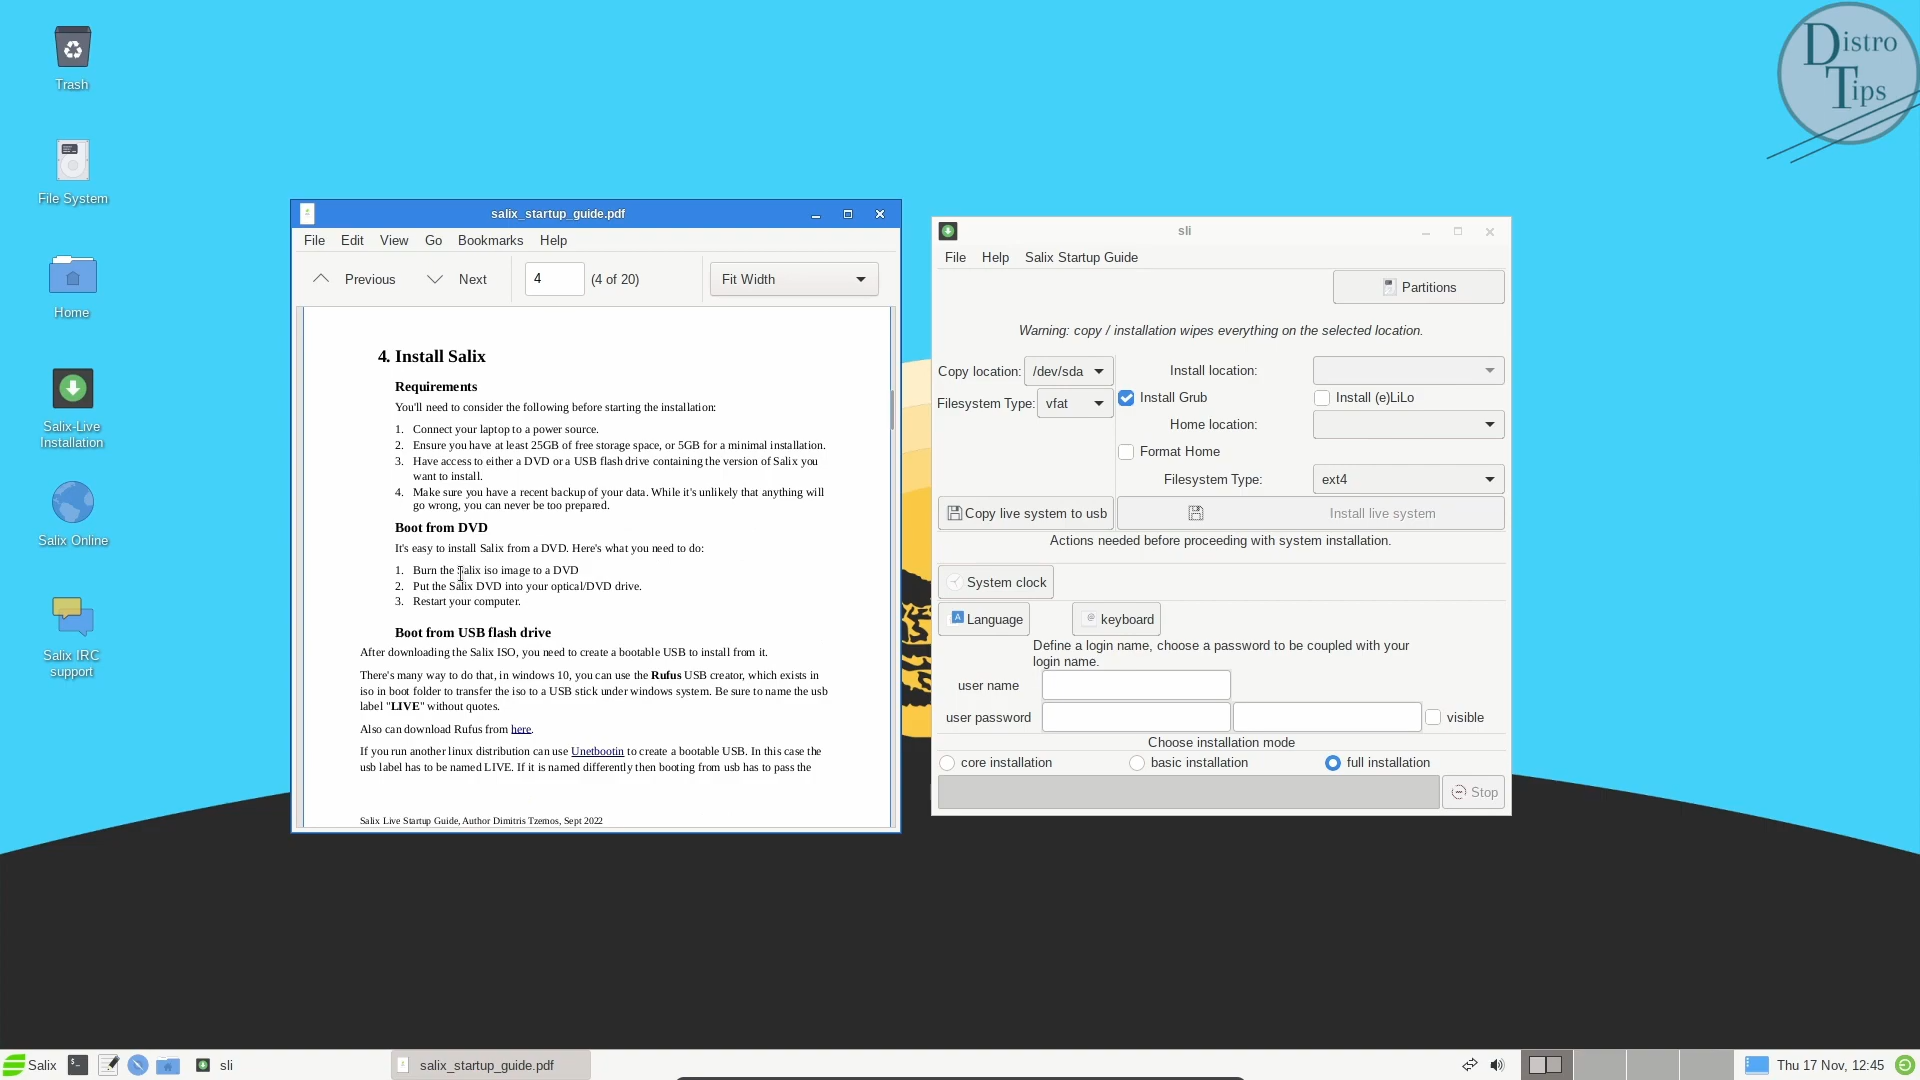 Trash
File System
Home
Salix-Live
Installation
Salix Online
Salix IRC
support
Distro
Tips
salix_startup_guide.pdf
File Edit View Go Bookmarks Help
Previous Next 4 (4 of 20) Fit Width
4. Install Salix
Requirements
You'll need to consider the following before starting the installation:
1. Connect your laptop to a power source.
2. Ensure you have at least 25GB of free storage space, or 5GB for a minimal installation.
3. Have access to either a DVD or a USB flash drive containing the version of Salix you
want to install.
4. Make sure you have a recent backup of your data. While it's unlikely that anything will
go wrong, you can never be too prepared.
Boot from DVD
It's easy to install Salix from a DVD. Here's what you need to do:
1. Burn the Salix iso image to a DVD
2. Put the Salix DVD into your optical/DVD drive.
3. Restart your computer.
Boot from USB flash drive
After downloading the Salix ISO, you need to create a bootable USB to install from it.
There's many way to do that, in windows 10, you can use the Rufus USB creator, which exists in
iso in boot folder to transfer the iso to a USB stick under windows system. Be sure to name the usb
label "LIVE" without quotes.
Also can download Rufus from here.
If you run another linux distribution can use Unetbootin to create a bootable USB. In this case the
usb label has to be named LIVE. If it is named differently then booting from usb has to pass the
Salix Live Startup Guide, Author Dimitris Tzemos, Sept 2022
sli
File Help Salix Startup Guide
Partitions
Warning: copy / installation wipes everything on the selected location.
Copy location: /dev/sda Install location:
Filesystem Type: vfat Install Grub Install (e)LiLo
Home location:
Format Home
Filesystem Type: ext4
Copy live system to usb Install live system
Actions needed before proceeding with system installation.
System clock
Language keyboard
Define a login name, choose a password to be coupled with your
login name.
user name
user password visible
Choose installation mode
core installation basic installation full installation
Stop
Salix sli salix_startup_guide.pdf Thu 17 Nov, 12:45